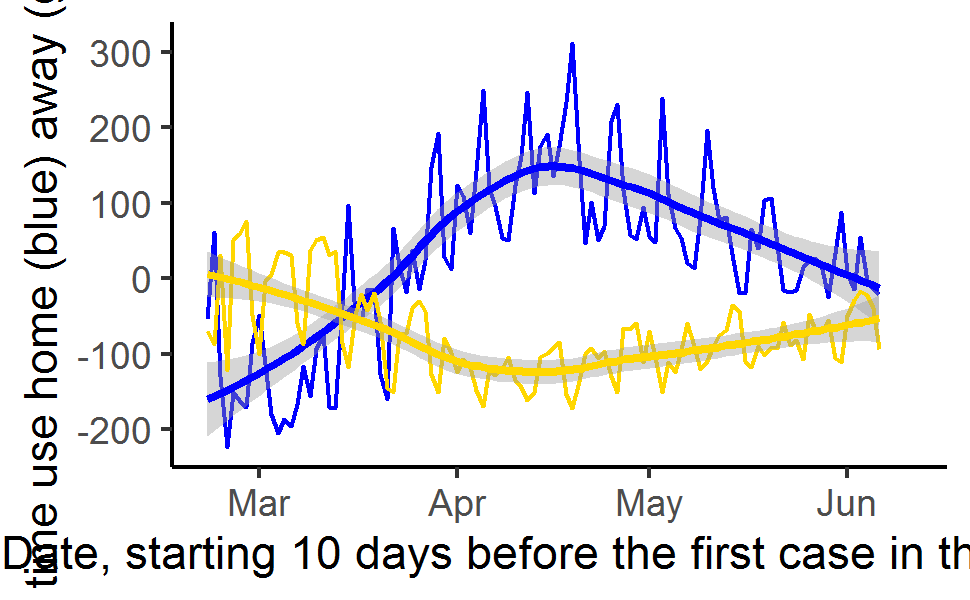 time use home (blue) away (
300
200
100
0
-100
-200
Mar Apr May Jun
Date, starting 10 days before the first case in th